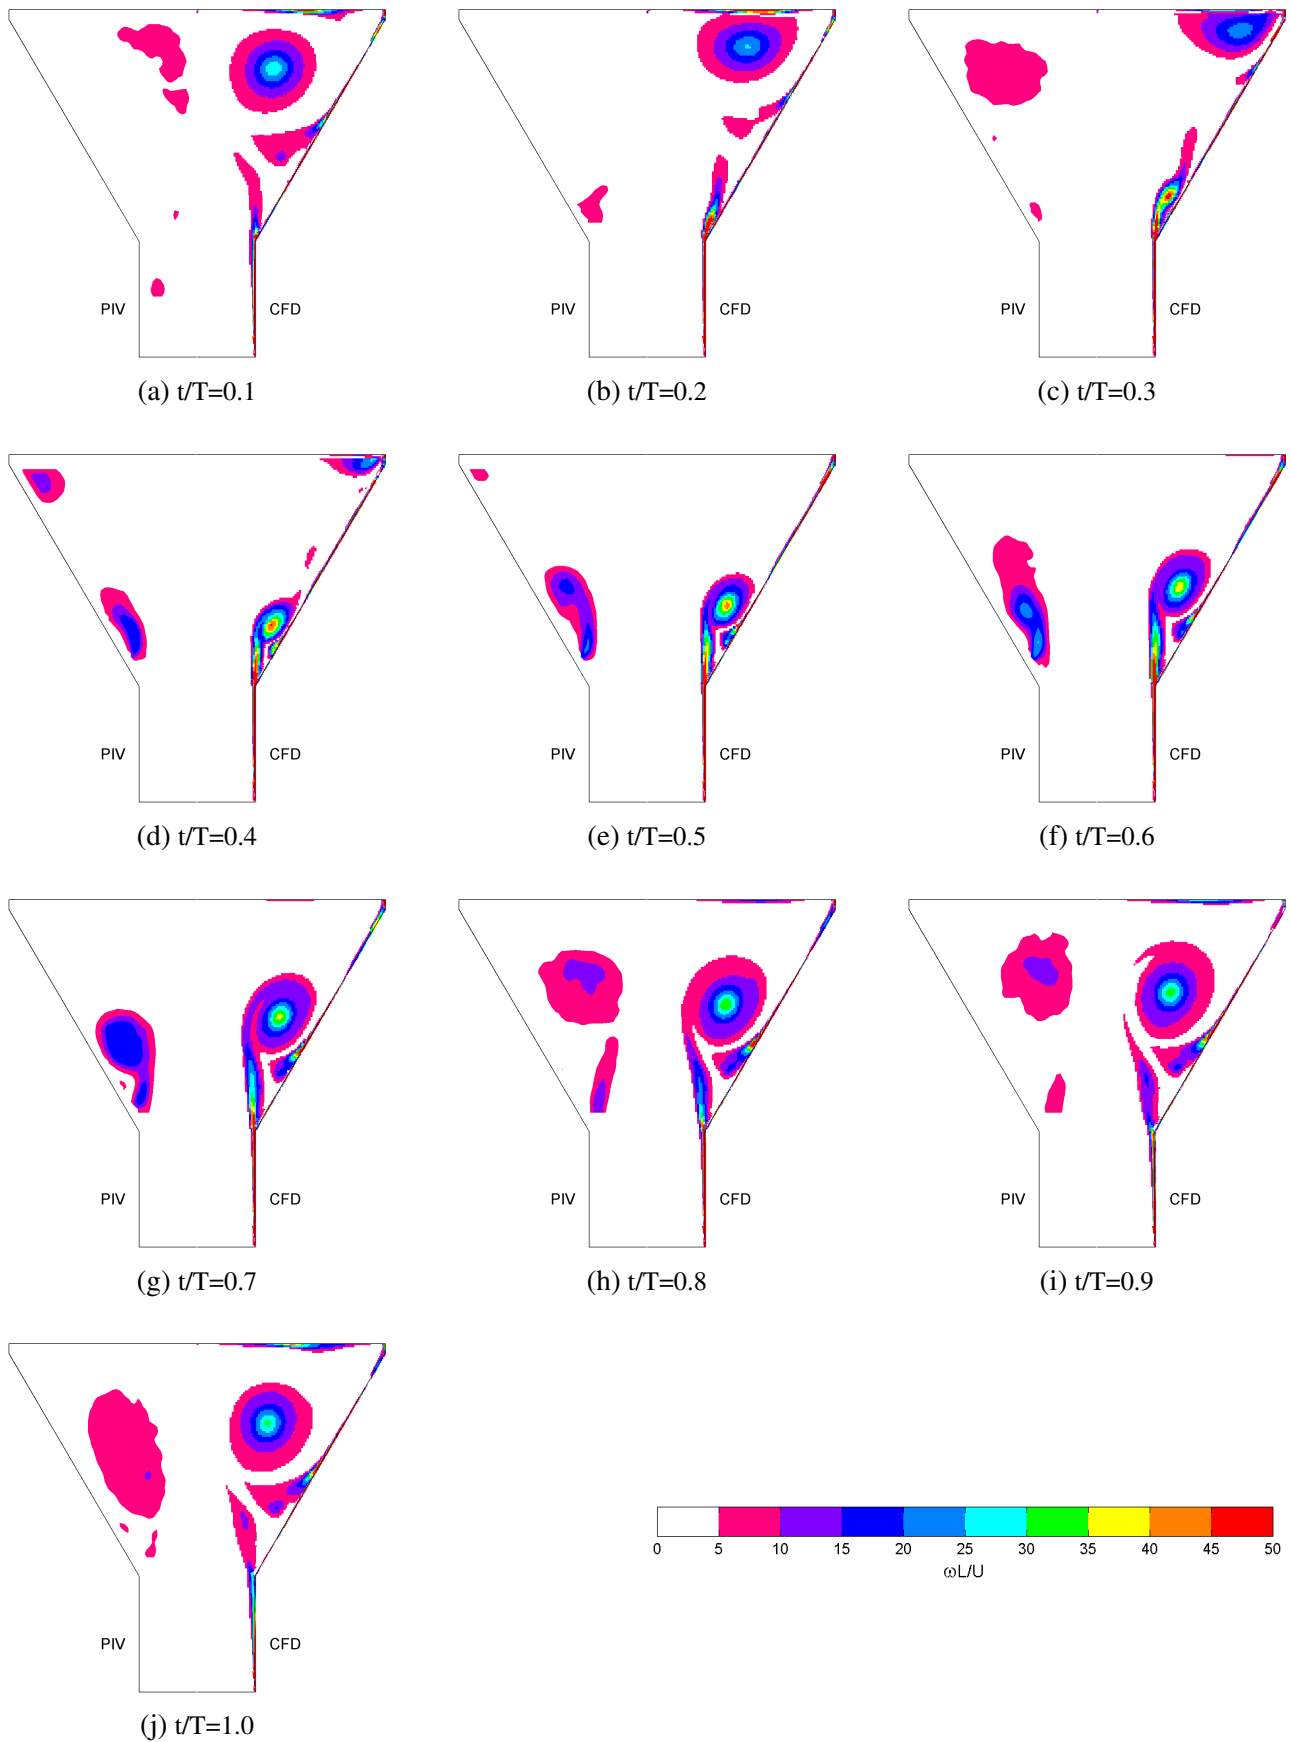 PIV CFD
(a) t/T=0.1
PIV CFD
(b) t/T=0.2
PIV CFD
(c) t/T=0.3
PIV CFD
(d) t/T=0.4
PIV CFD
(e) t/T=0.5
PIV CFD
(f) t/T=0.6
PIV CFD
(g) t/T=0.7
PIV CFD
(h) t/T=0.8
PIV CFD
(i) t/T=0.9
PIV CFD
(j) t/T=1.0
0 5 10 15 20 25 30 35 40 45 50
ωL/U